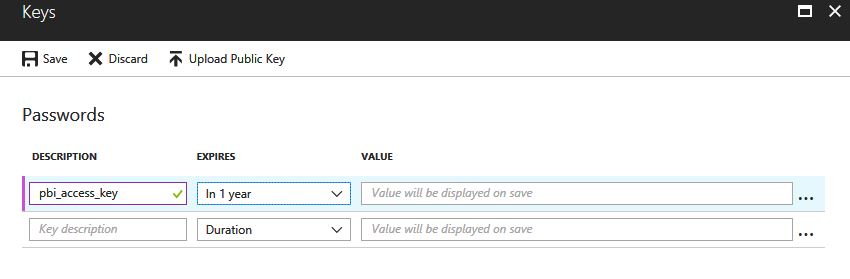 Keys
Save Discard Upload Public Key
Passwords
DESCRIPTION EXPIRES VALUE
pbi_access_key In 1 year Value will be displayed on save ...
Key description Duration Value will be displayed on save ...